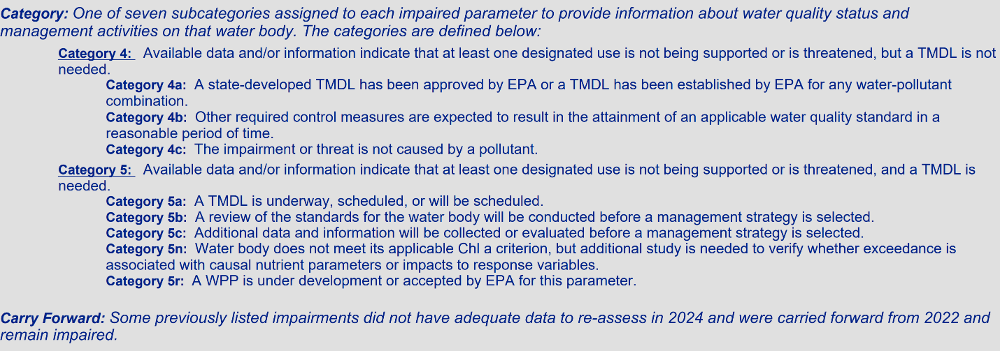 Category: One of seven subcategories assigned to each impaired parameter to provide information about water quality status and
management activities on that water body. The categories are defined below:
Category 4: Available data and/or information indicate that at least one designated use is not being supported or is threatened, but a TMDL is not
needed.
Category 4a: A state-developed TMDL has been approved by EPA or a TMDL has been established by EPA for any water-pollutant
combination.
Category 4b: Other required control measures are expected to result in the attainment of an applicable water quality standard in a
reasonable period of time.
Category 4c: The impairment or threat is not caused by a pollutant.
Category 5: Available data and/or information indicate that at least one designated use is not being supported or is threatened, and a TMDL is
needed.
Category 5a: A TMDL is underway, scheduled, or will be scheduled.
Category 5b: A review of the standards for the water body will be conducted before a management strategy is selected.
Category 5c: Additional data and information will be collected or evaluated before a management strategy is selected.
Category 5n: Water body does not meet its applicable Chl a criterion, but additional study is needed to verify whether exceedance is
associated with causal nutrient parameters or impacts to response variables.
Category 5r: A WPP is under development or accepted by EPA for this parameter.
Carry Forward: Some previously listed impairments did not have adequate data to re-assess in 2024 and were carried forward from 2022 and
remain impaired.